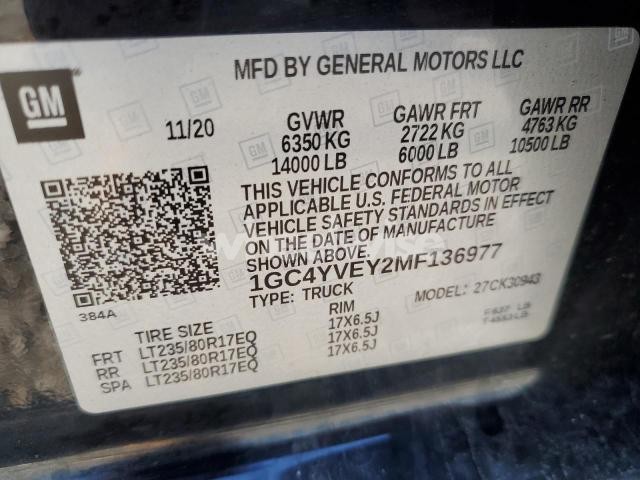 GM
MFD BY GENERAL MOTORS LLC
11/20
GVWR
6350 KG
14000 LB
GAWR FRT
2722 KG
6000 LB
GAWR RR
4763 KG
10500 LB
THIS VEHICLE CONFORMS TO ALL
APPLICABLE U.S. FEDERAL MOTOR
VEHICLE SAFETY STANDARDS IN EFFECT
ON THE DATE OF MANUFACTURE
SHOWN ABOVE.
1GC4YVEY2MF136977
TYPE: TRUCK
MODEL: 27CK30943
384A
TIRE SIZE
RIM
FRT LT235/80R17EQ 17X6.5J
RR LT235/80R17EQ 17X6.5J
SPA LT235/80R17EQ 17X6.5J